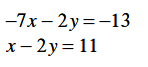 −7x − 2y = −13
x − 2y = 11